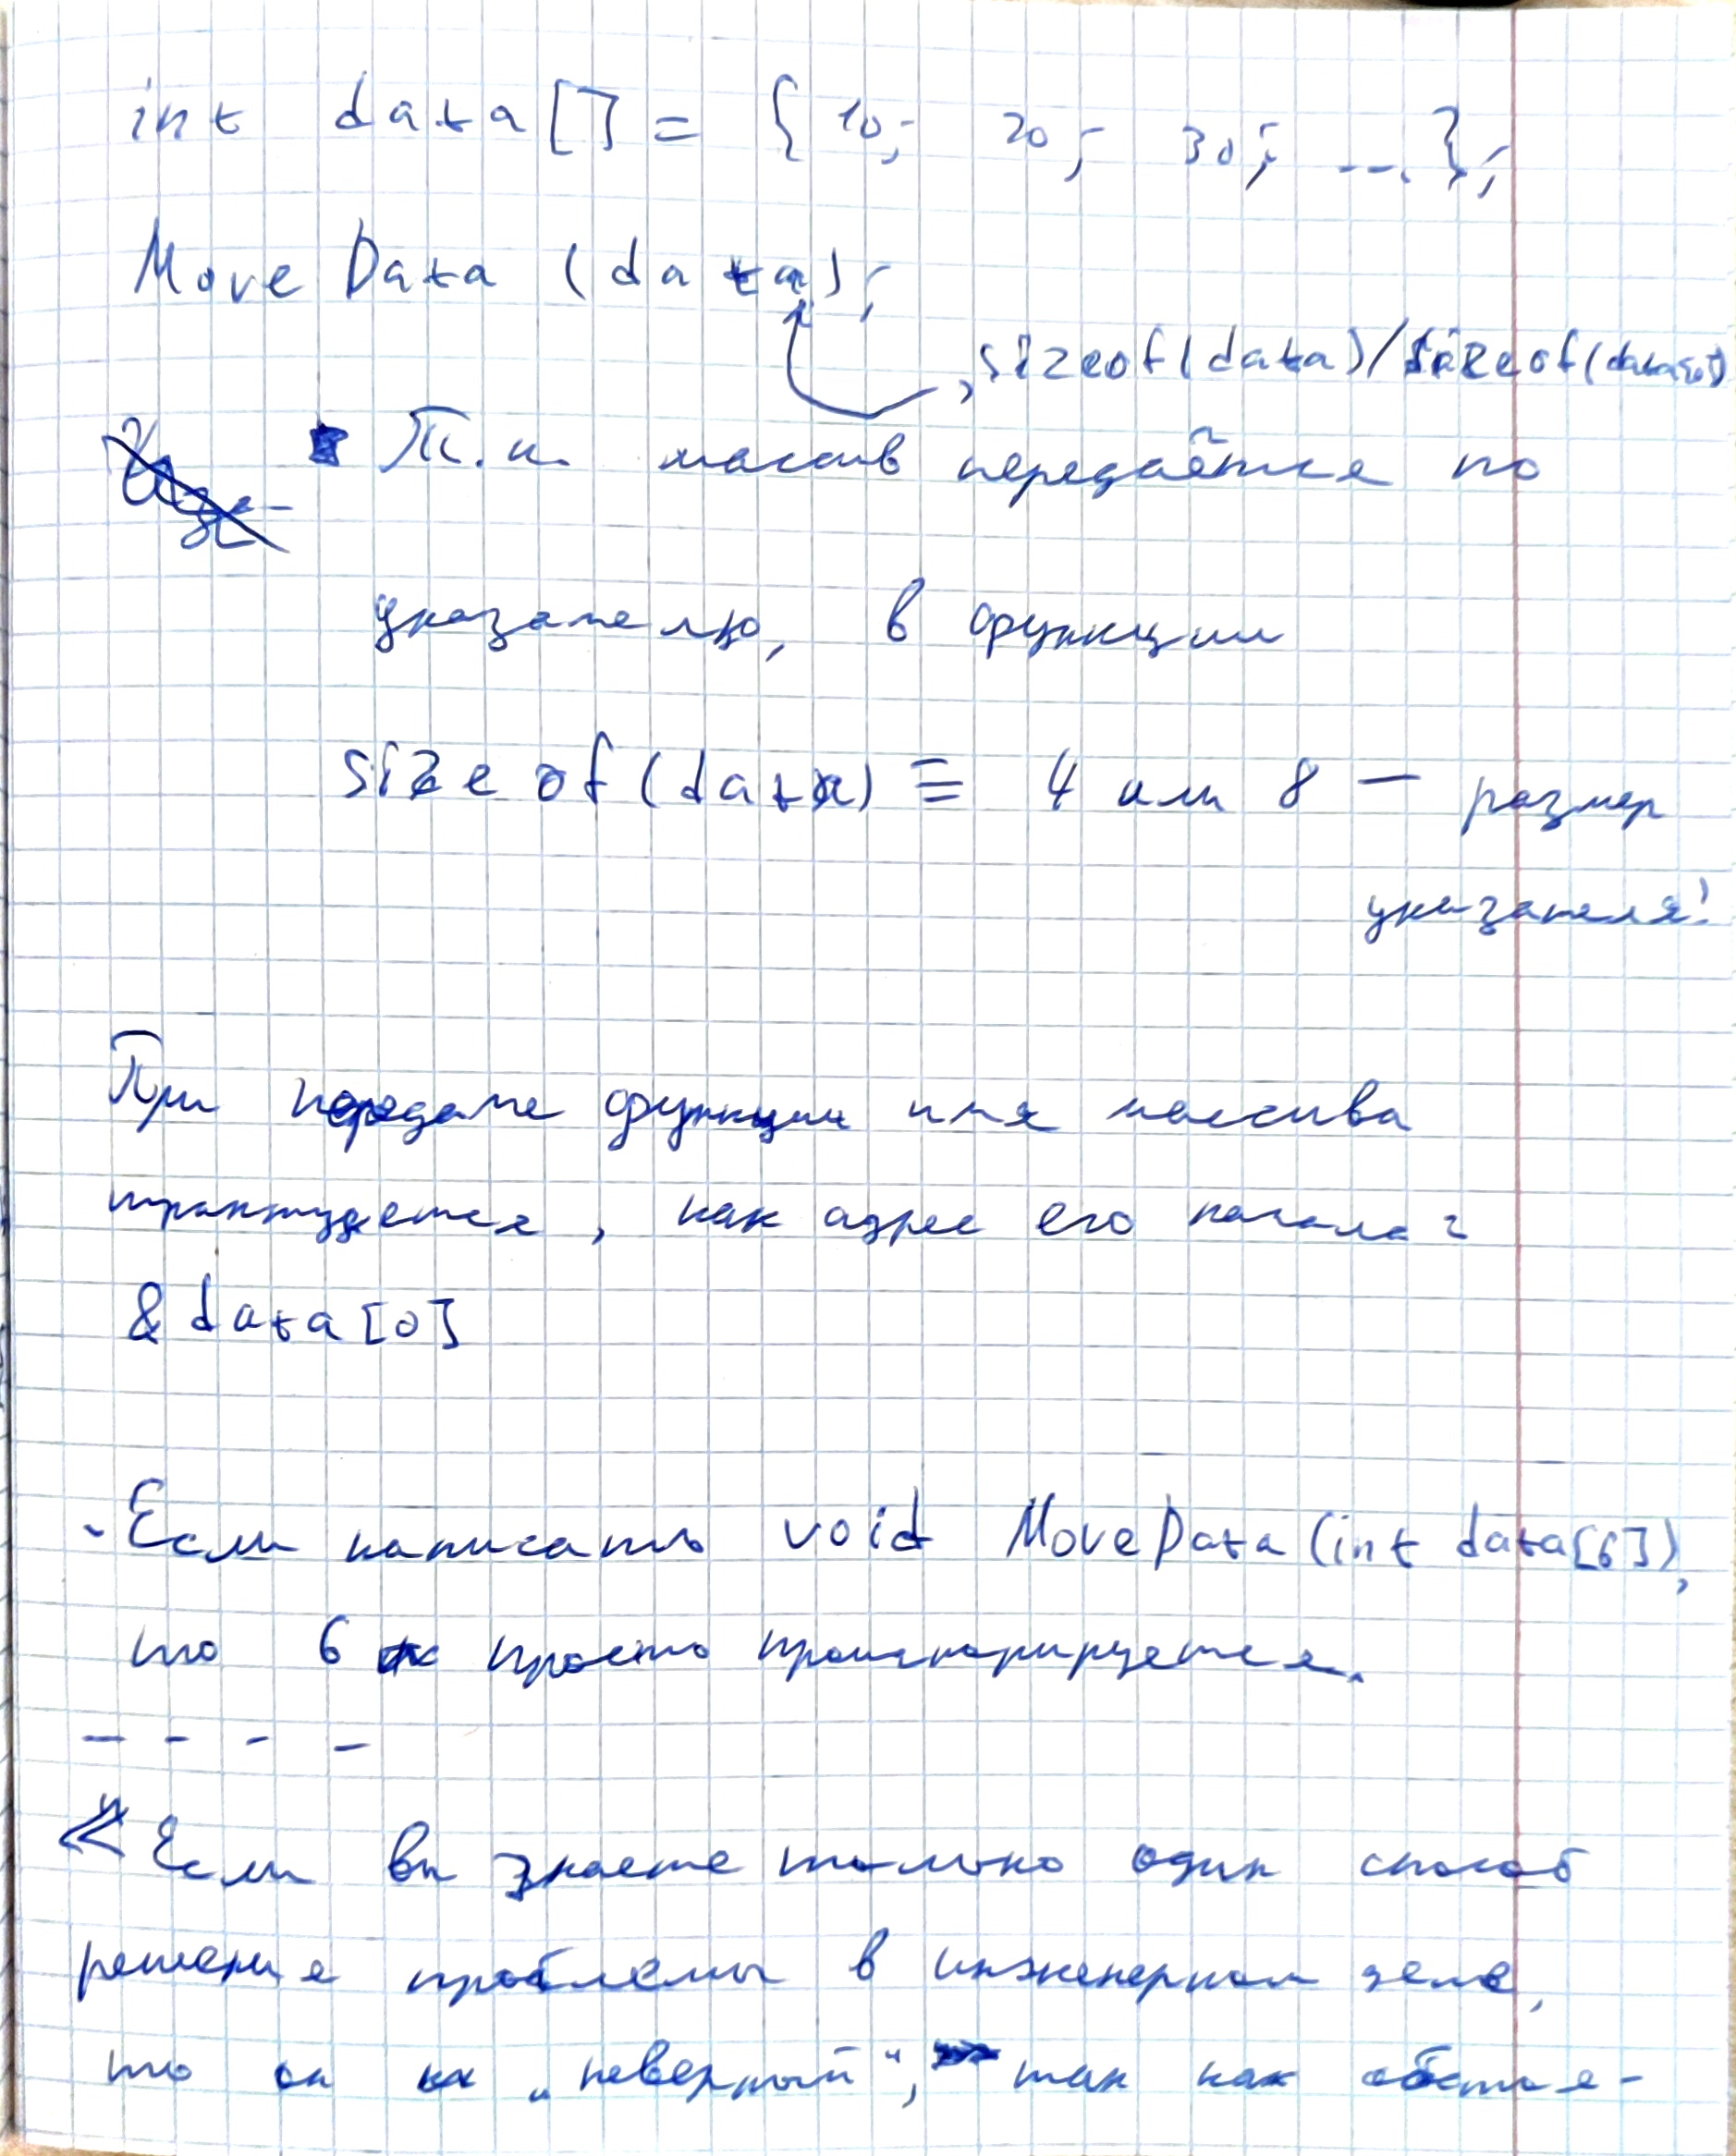 int data[] = { 10; 20; 30; ... };
Move Data (data);
, sizeof(data)/sizeof(data[0])
Т.к. массив передаётся по
указателю, в функции
sizeof(data) ≡ 4 или 8 — размер
указателя!
При передаче функции имя массива
трактуется, как адрес его начала:
&data[0]
- Если написать void MoveData(int data[6]),
то 6 просто проигнорируется.
- - - -
«Если вы знаете только один способ
решения проблемы в инженерном деле,
то он „неверный“, так как обстоя-